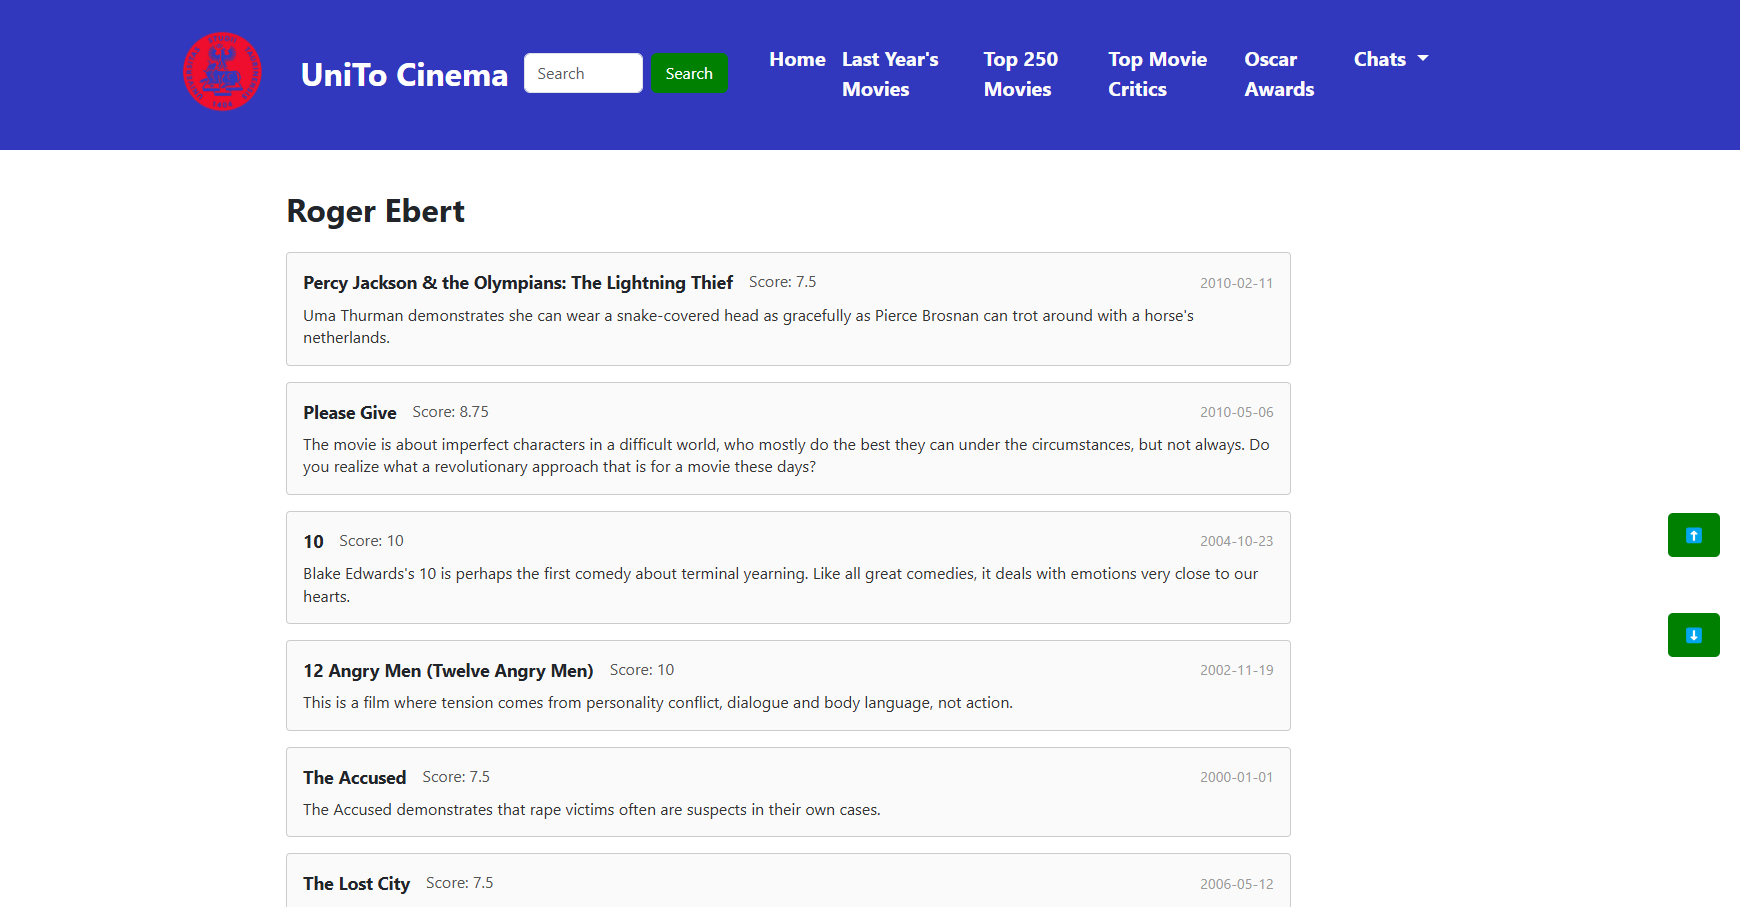 UniTo Cinema
Search
Search
Home
Last Year's
Movies
Top 250
Movies
Top Movie
Critics
Oscar
Awards
Chats
Roger Ebert
Percy Jackson & the Olympians: The Lightning Thief Score: 7.5 2010-02-11
Uma Thurman demonstrates she can wear a snake-covered head as gracefully as Pierce Brosnan can trot around with a horse's
netherlands.
Please Give Score: 8.75 2010-05-06
The movie is about imperfect characters in a difficult world, who mostly do the best they can under the circumstances, but not always. Do
you realize what a revolutionary approach that is for a movie these days?
10 Score: 10 2004-10-23
Blake Edwards's 10 is perhaps the first comedy about terminal yearning. Like all great comedies, it deals with emotions very close to our
hearts.
12 Angry Men (Twelve Angry Men) Score: 10 2002-11-19
This is a film where tension comes from personality conflict, dialogue and body language, not action.
The Accused Score: 7.5 2000-01-01
The Accused demonstrates that rape victims often are suspects in their own cases.
The Lost City Score: 7.5 2006-05-12